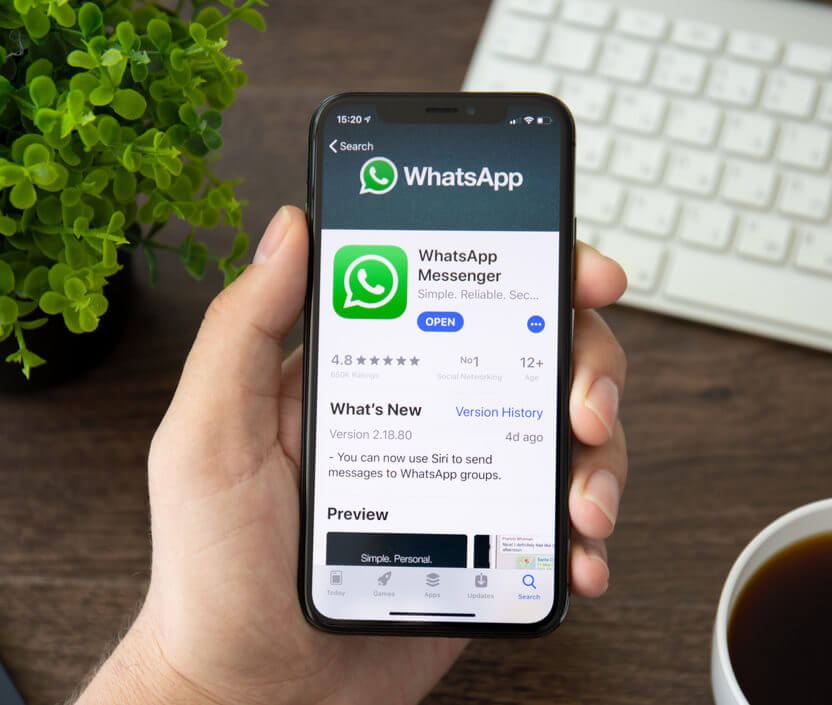 15:20
Search
WhatsApp
WhatsApp
Messenger
Simple. Reliable. Sec...
OPEN
4.8
No1
12+
650K Ratings
Social Networking
Age
What's New
Version History
Version 2.18.80
4d ago
- You can now use Siri to send
messages to WhatsApp groups.
Preview
Simple. Personal.
Today
Games
Apps
Updates
Search